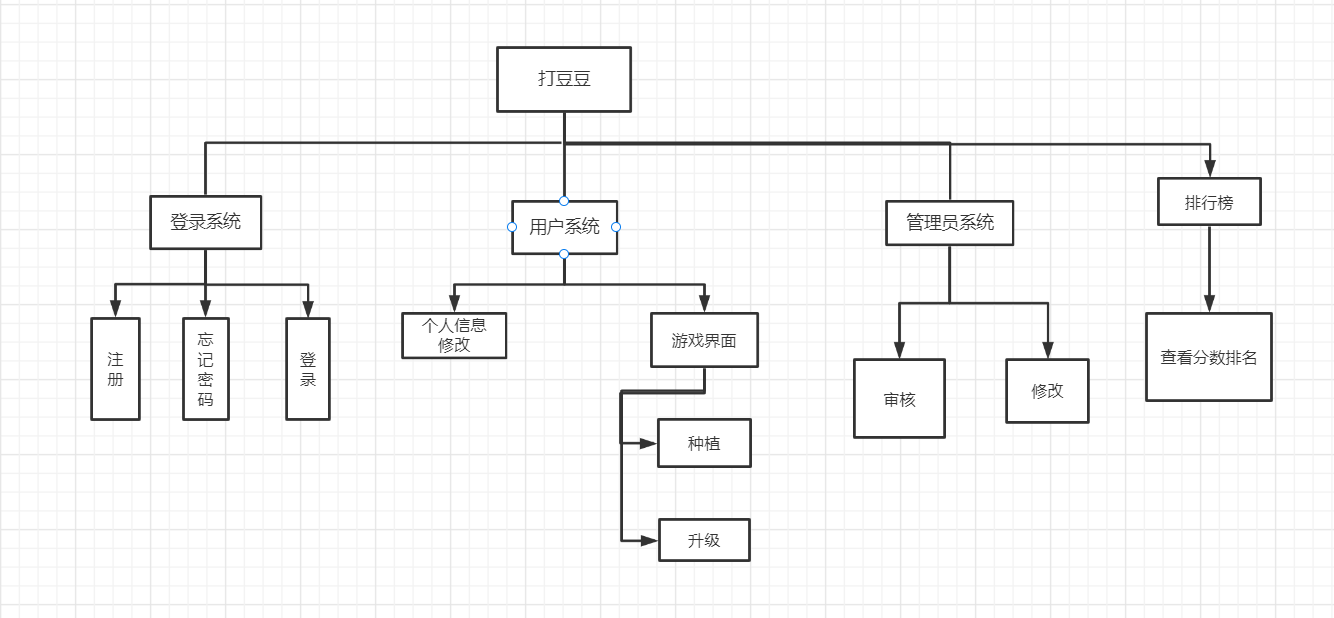 打豆豆
登录系统
用户系统
管理员系统
排行榜
注
册
忘
记
密
码
登
录
个人信息
修改
游戏界面
种植
升级
审核
修改
查看分数排名